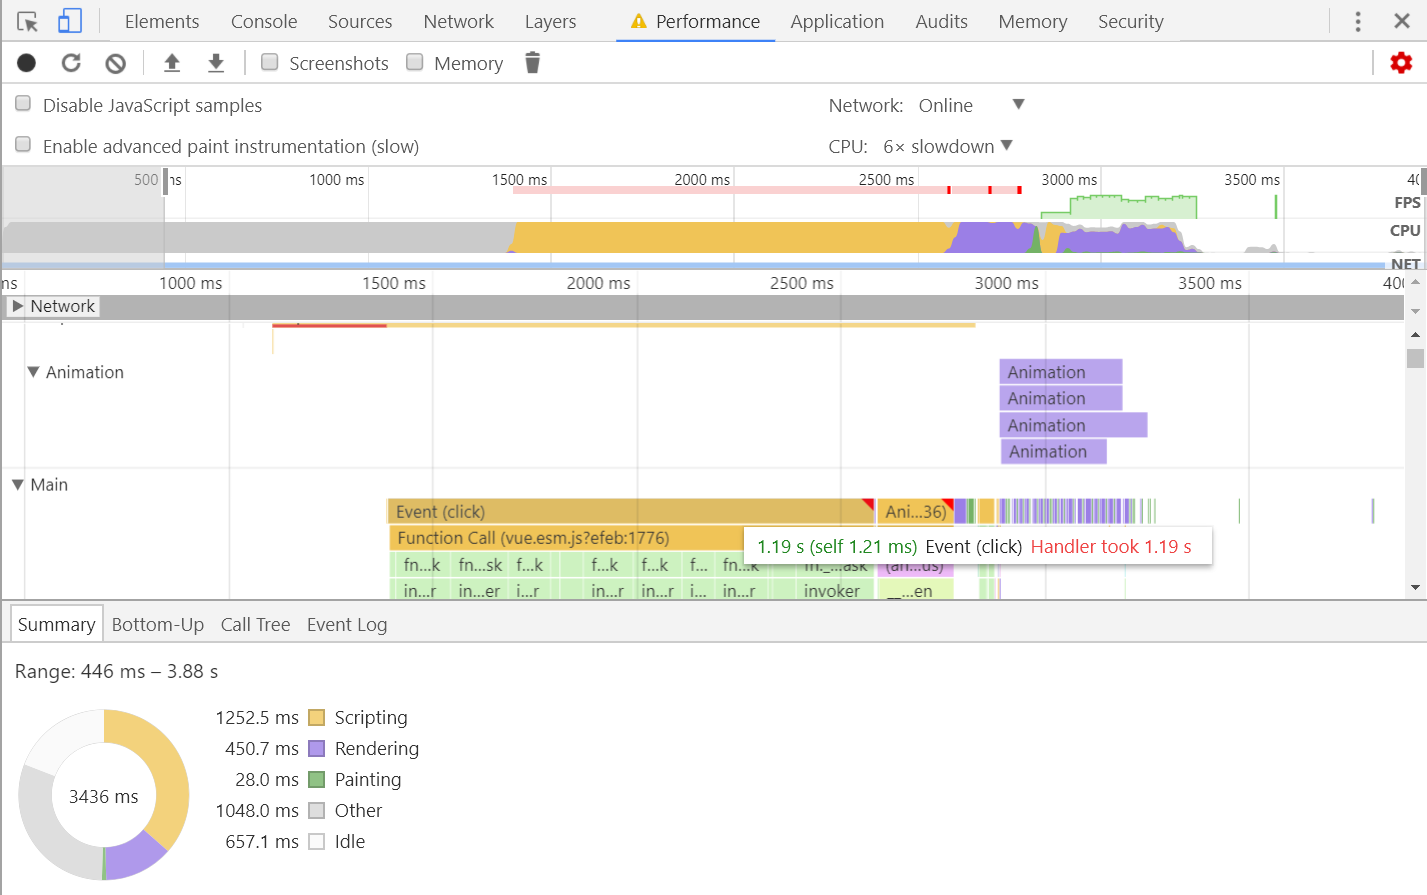 Elements Console Sources Network Layers Performance Application Audits Memory Security
Screenshots Memory
Disable JavaScript samples Network: Online
Enable advanced paint instrumentation (slow) CPU: 6× slowdown
500 ms 1000 ms 1500 ms 2000 ms 2500 ms 3000 ms 3500 ms 40
FPS
CPU
NET
ms 1000 ms 1500 ms 2000 ms 2500 ms 3000 ms 3500 ms 400
Network
Animation Animation
Animation
Animation
Animation
Main
Event (click) Ani...36)
Function Call (vue.esm.js?efeb:1776)
1.19 s (self 1.21 ms) Event (click) Handler took 1.19 s
fn...k fn...sk f...k f...k f...k f... fn...k m._...ask (an...us)
in...r in...er i...r in...r in...r i... in...r invoker __...en
Summary Bottom-Up Call Tree Event Log
Range: 446 ms – 3.88 s
3436 ms
1252.5 ms Scripting
450.7 ms Rendering
28.0 ms Painting
1048.0 ms Other
657.1 ms Idle